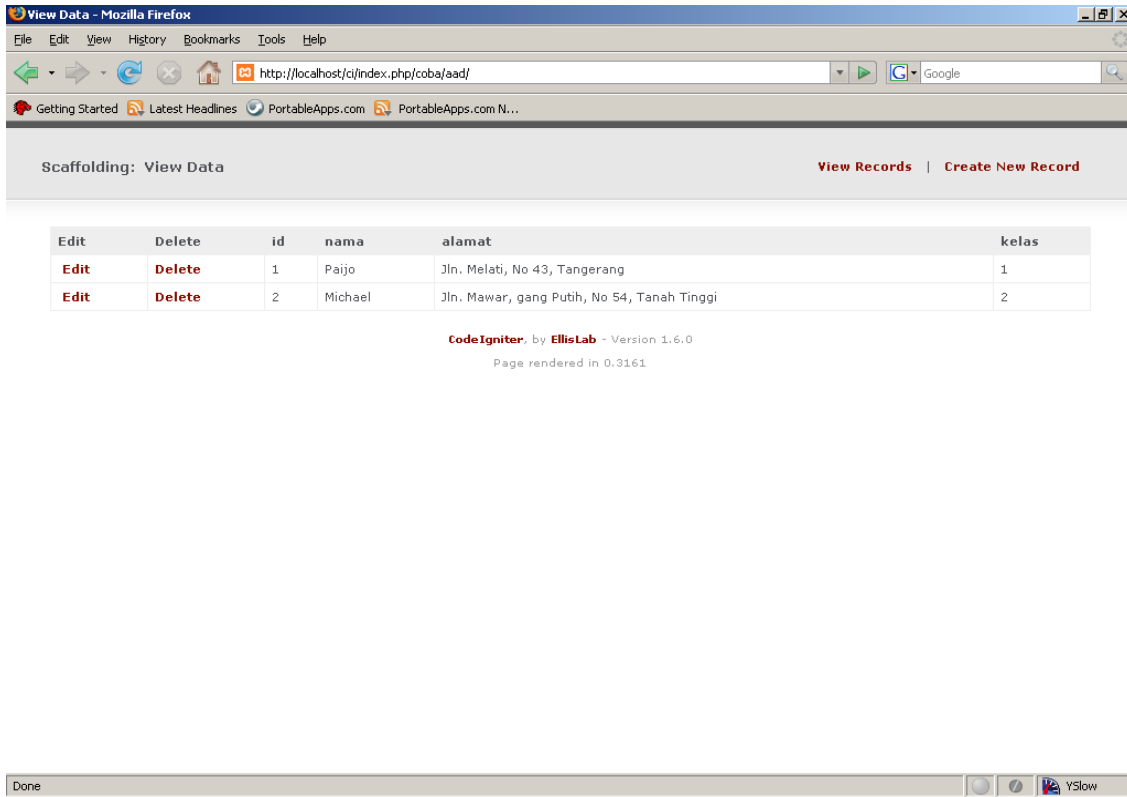 View Data - Mozilla Firefox
File Edit View History Bookmarks Tools Help
http://localhost/ci/index.php/coba/aad/ G Google
Getting Started Latest Headlines PortableApps.com PortableApps.com N...
Scaffolding: View Data View Records | Create New Record
Edit Delete id nama alamat kelas
Edit Delete 1 Paijo Jln. Melati, No 43, Tangerang 1
Edit Delete 2 Michael Jln. Mawar, gang Putih, No 54, Tanah Tinggi 2
CodeIgniter, by EllisLab - Version 1.6.0
Page rendered in 0.3161
Done YSlow